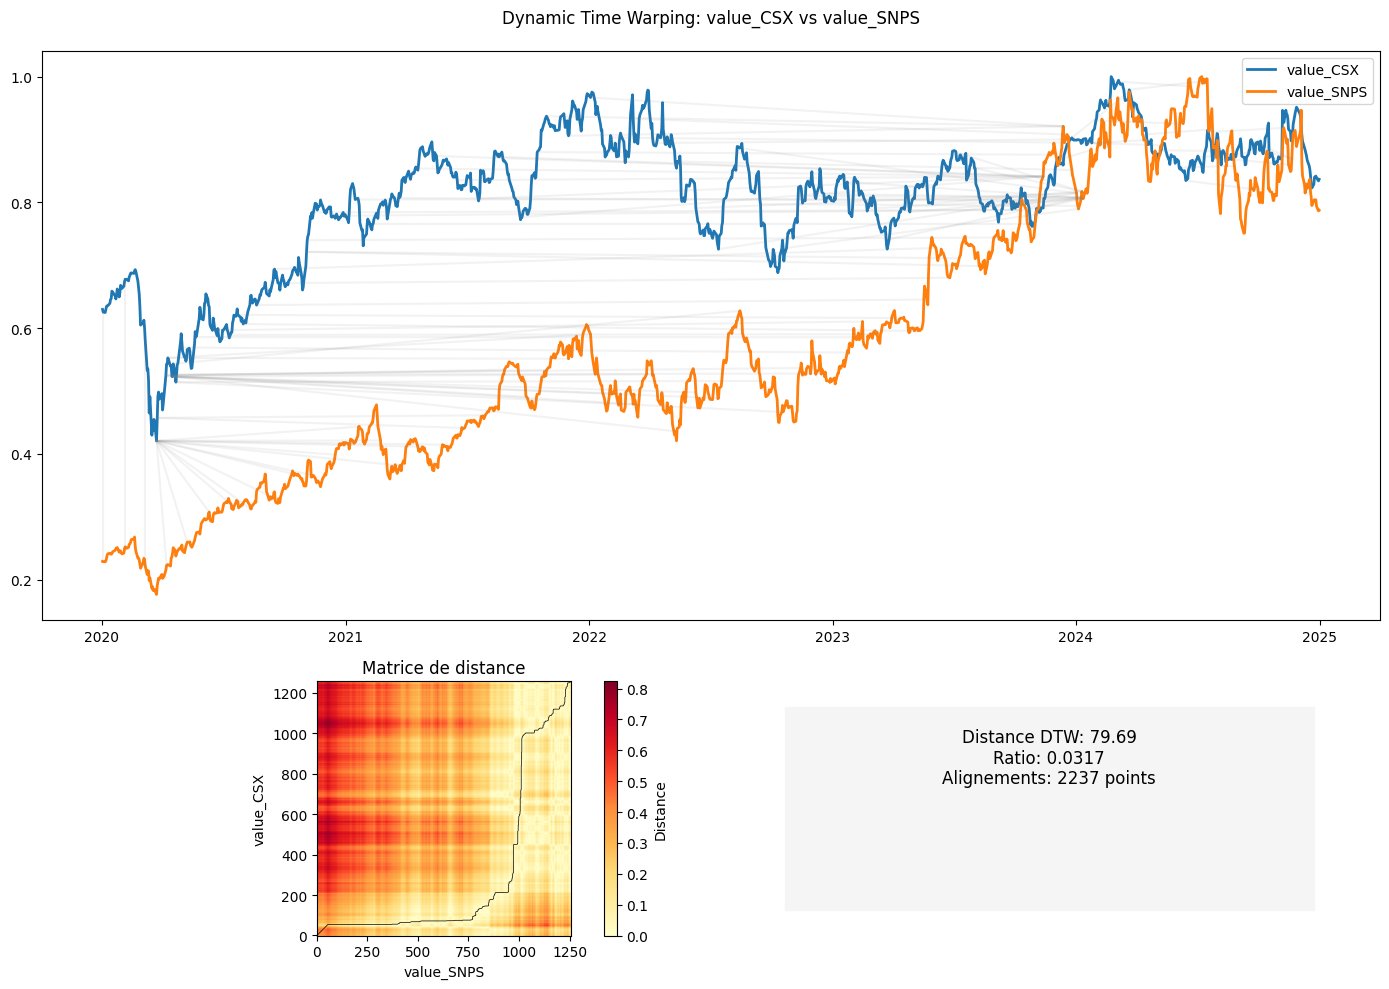 Dynamic Time Warping: value_CSX vs value_SNPS
value_CSX
value_SNPS
1.0
0.8
0.6
0.4
0.2
2020 2021 2022 2023 2024 2025
Matrice de distance
value_CSX
1200
1000
800
600
400
200
0
0 250 500 750 1000 1250
value_SNPS
0.8
0.7
0.6
0.5
0.4
0.3
0.2
0.1
0.0
Distance
Distance DTW: 79.69
Ratio: 0.0317
Alignements: 2237 points